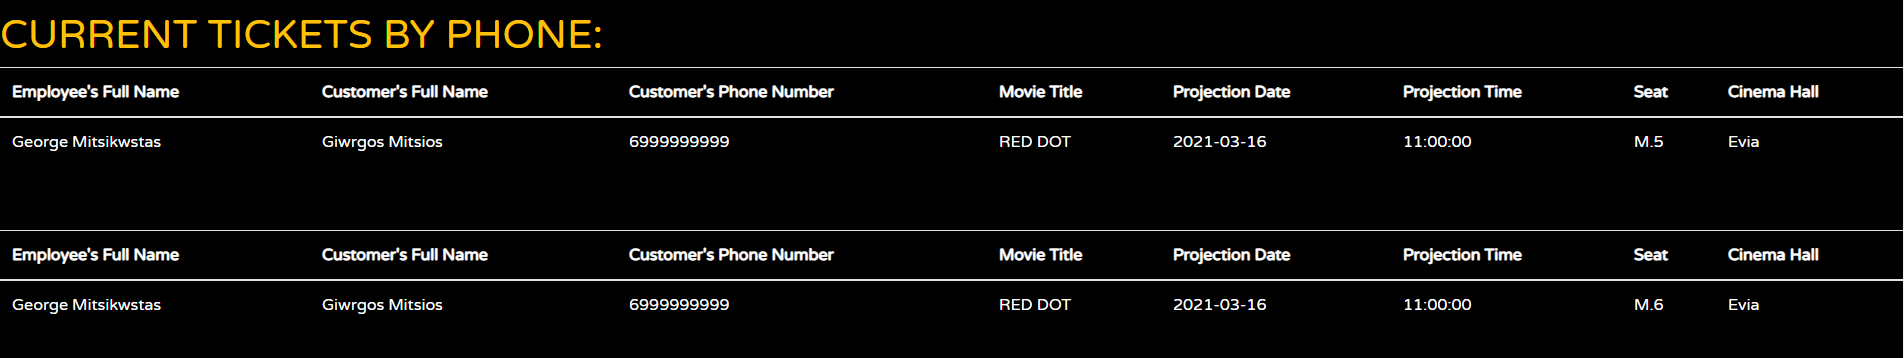 CURRENT TICKETS BY PHONE:
Employee's Full Name Customer's Full Name Customer's Phone Number Movie Title Projection Date Projection Time Seat Cinema Hall
George Mitsikwstas Giwrgos Mitsios 6999999999 RED DOT 2021-03-16 11:00:00 M.5 Evia
Employee's Full Name Customer's Full Name Customer's Phone Number Movie Title Projection Date Projection Time Seat Cinema Hall
George Mitsikwstas Giwrgos Mitsios 6999999999 RED DOT 2021-03-16 11:00:00 M.6 Evia